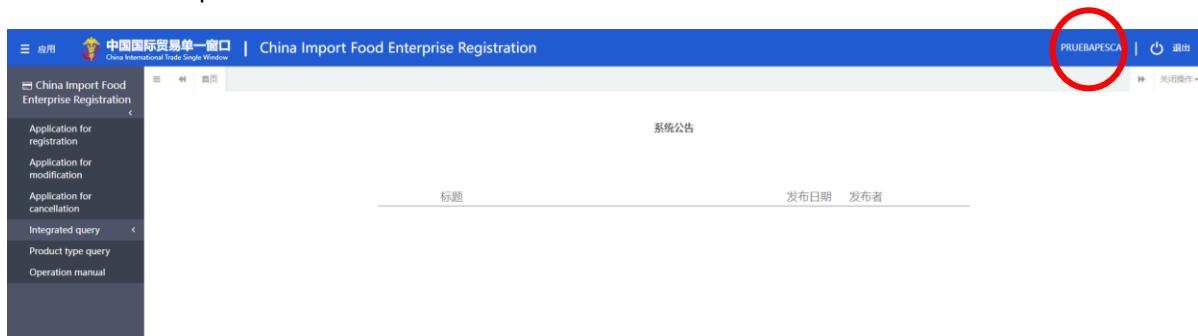 应用
中国国际贸易单一窗口 | China Import Food Enterprise Registration
China International Trade Single Window
PRUEBAPESCA | 退出
China Import Food
Enterprise Registration
首页
关闭操作
Application for
registration
Application for
modification
Application for
cancellation
Integrated query
Product type query
Operation manual
系统公告
标题 发布日期 发布者